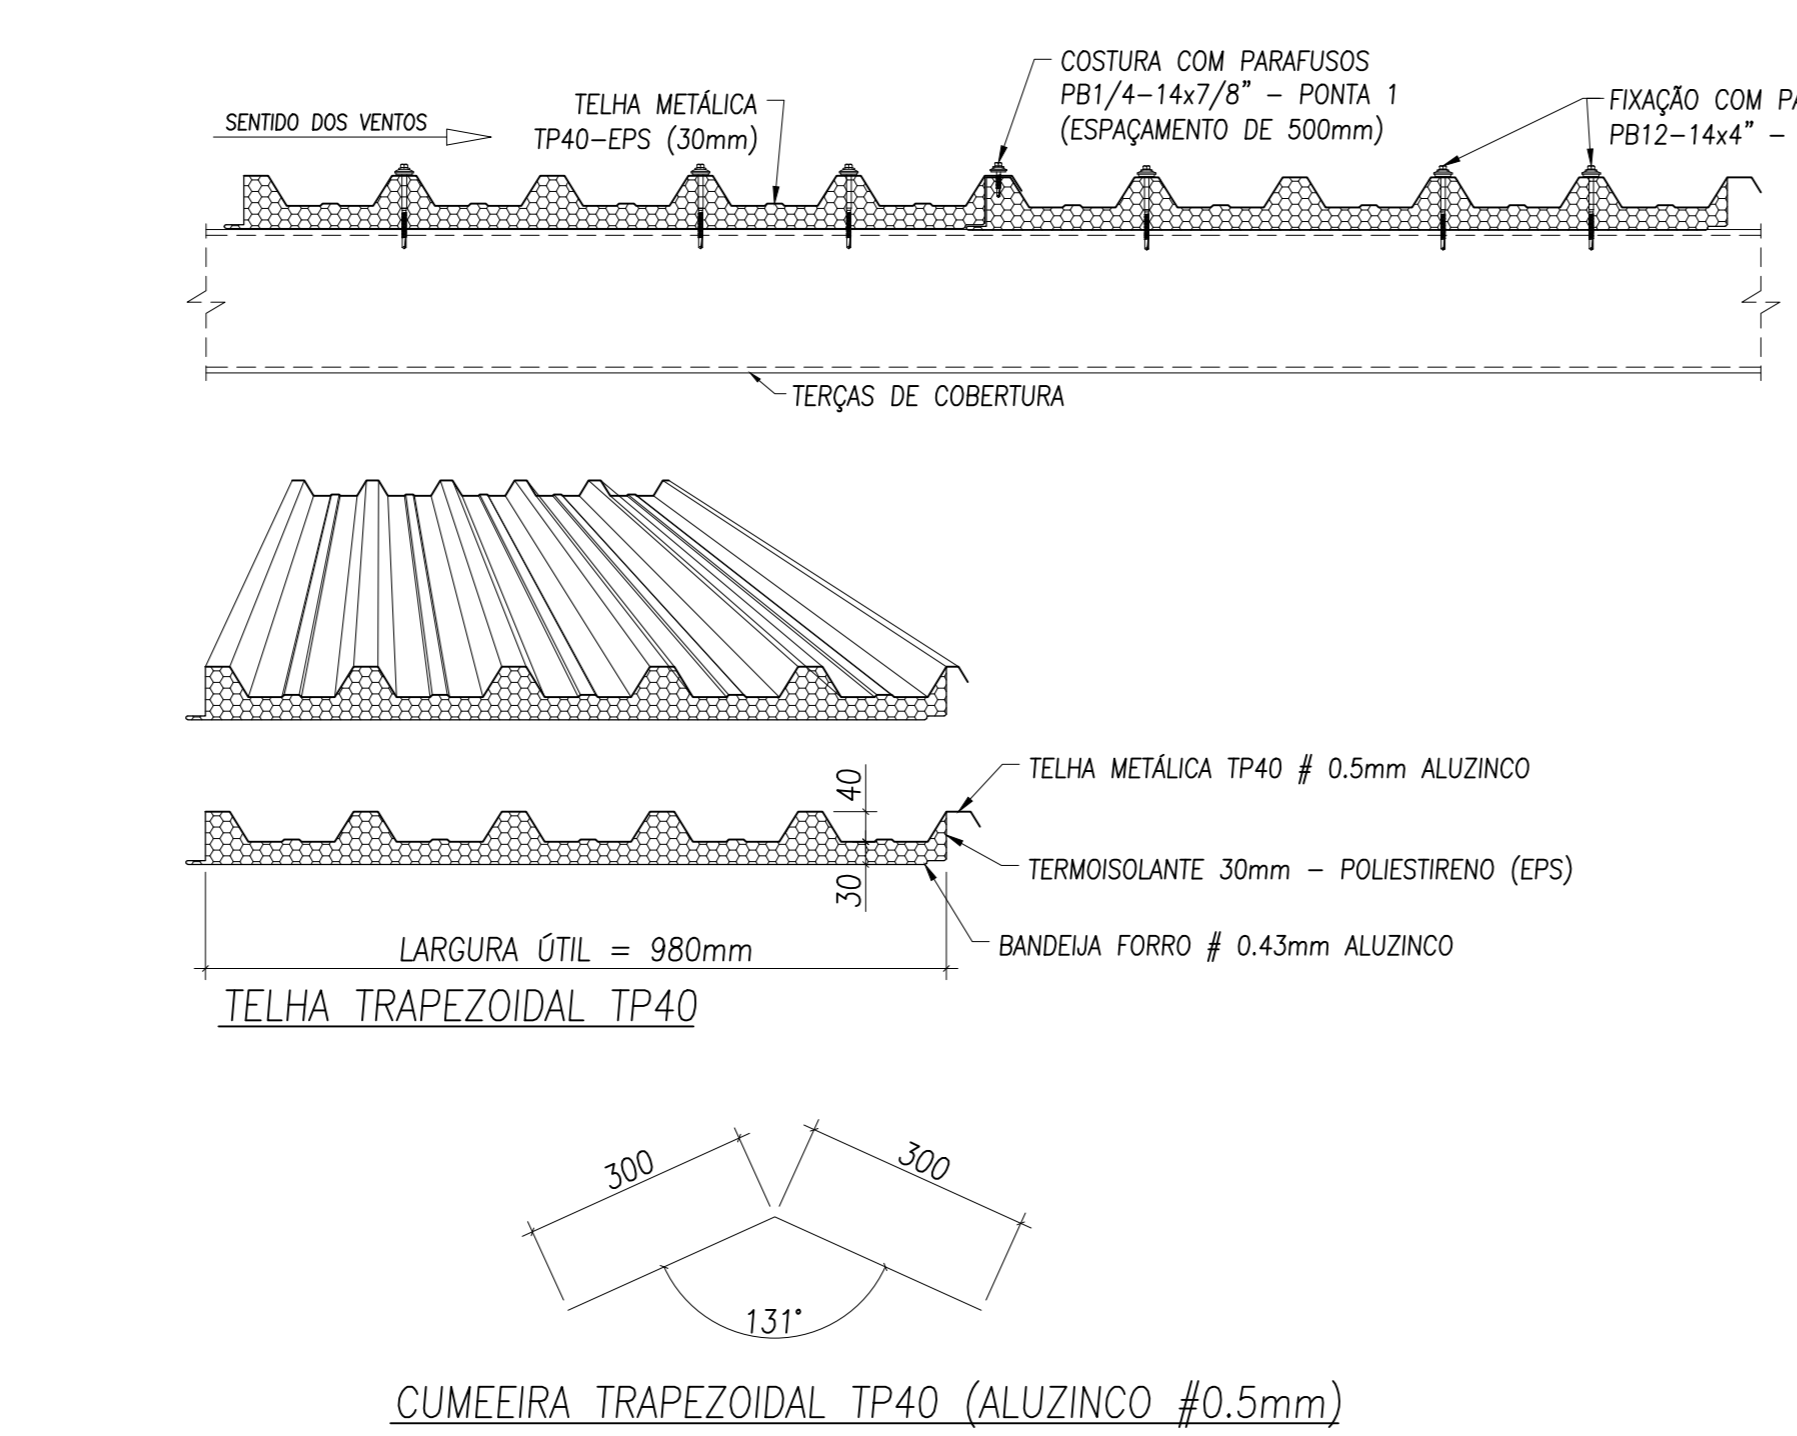 COSTURA COM PARAFUSOS
PB1/4-14x7/8" - PONTA 1
(ESPAÇAMENTO DE 500mm)
TELHA METÁLICA
TP40-EPS (30mm)
SENTIDO DOS VENTOS
FIXAÇÃO COM
PB12-14x4" -
TERÇAS DE COBERTURA
40
30
TELHA METÁLICA TP40 # 0.5mm ALUZINCO
TERMOISOLANTE 30mm - POLIESTIRENO (EPS)
BANDEIJA FORRO # 0.43mm ALUZINCO
LARGURA ÚTIL = 980mm
TELHA TRAPEZOIDAL TP40
300
300
131°
CUMEEIRA TRAPEZOIDAL TP40 (ALUZINCO #0.5mm)